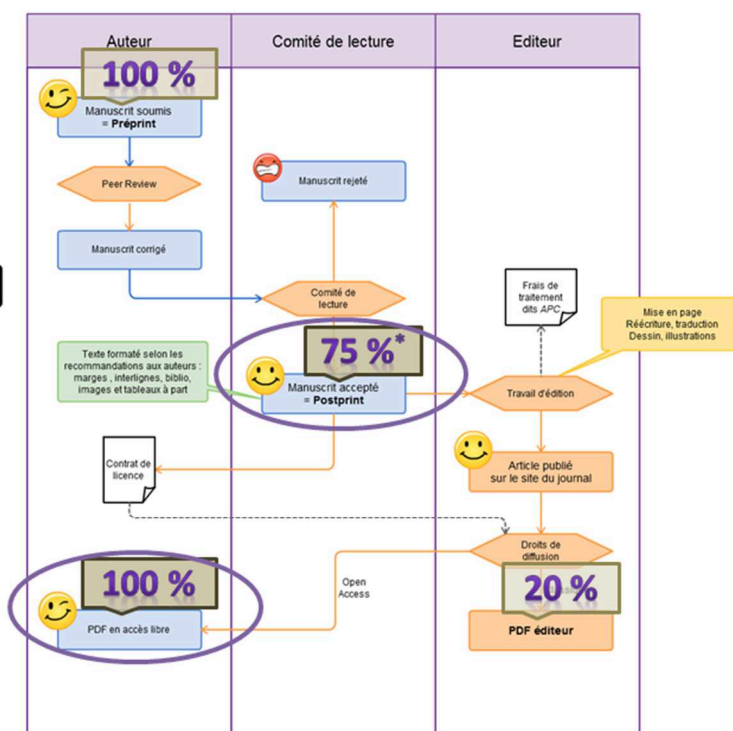 Auteur
Comité de lecture
Editeur
100 %
Manuscrit soumis
= Préprint
Peer Review
Manuscrit rejeté
Manuscrit corrigé
Comité de
lecture
Frais de
traitement
dits APC
Mise en page
Réécriture, traduction
Dessin, illustrations
75 %*
Texte formaté selon les
recommandations aux auteurs :
marges , interlignes, biblio,
images et tableaux à part
Manuscrit accepté
= Postprint
Travail d'édition
Contrat de
licence
Article publié
sur le site du journal
Droits de
diffusion
100 %
Open
Access
20 %
PDF en accès libre
PDF éditeur